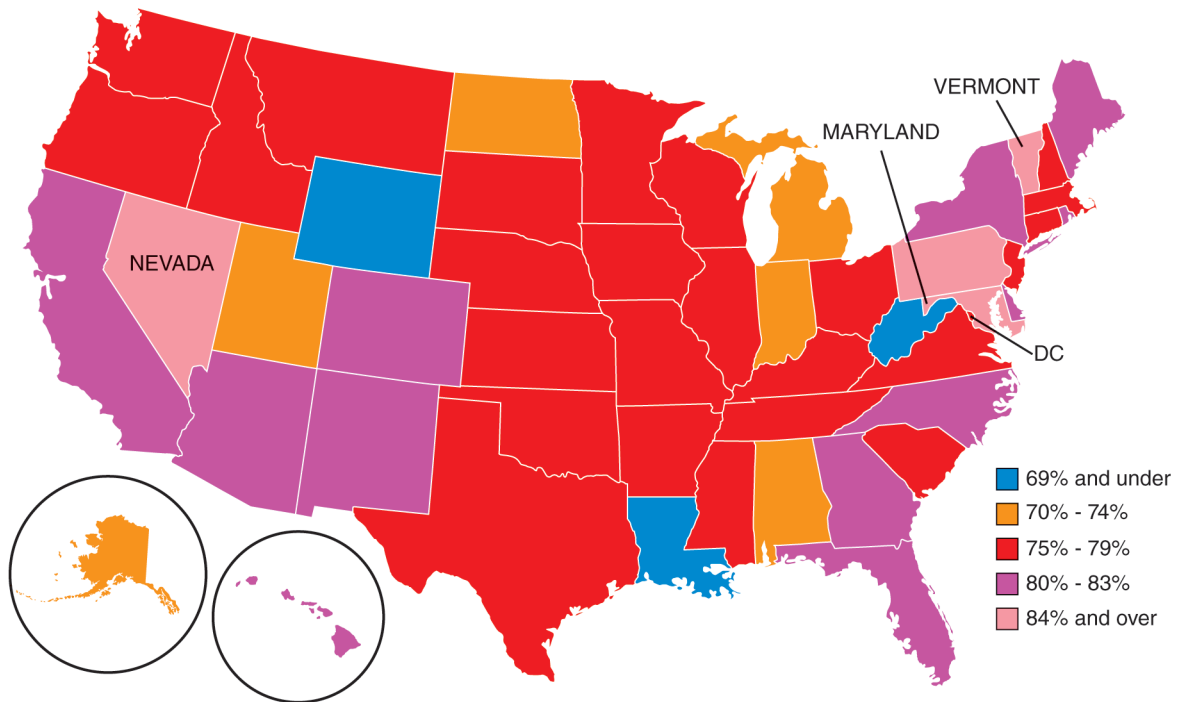 VERMONT
MARYLAND
NEVADA
DC
69% and under
70% - 74%
75% - 79%
80% - 83%
84% and over